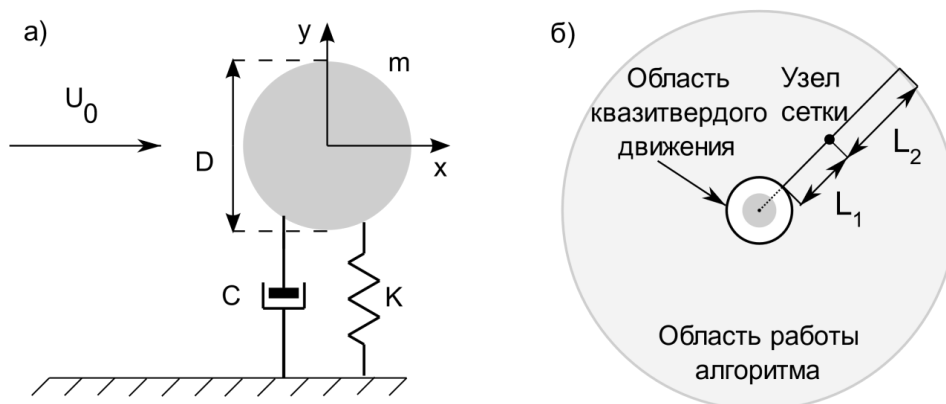 а)
y
m
U₀
D
x
C
K
б)
Область
квазитвердого
движения
Узел
сетки
L₂
L₁
Область работы
алгоритма